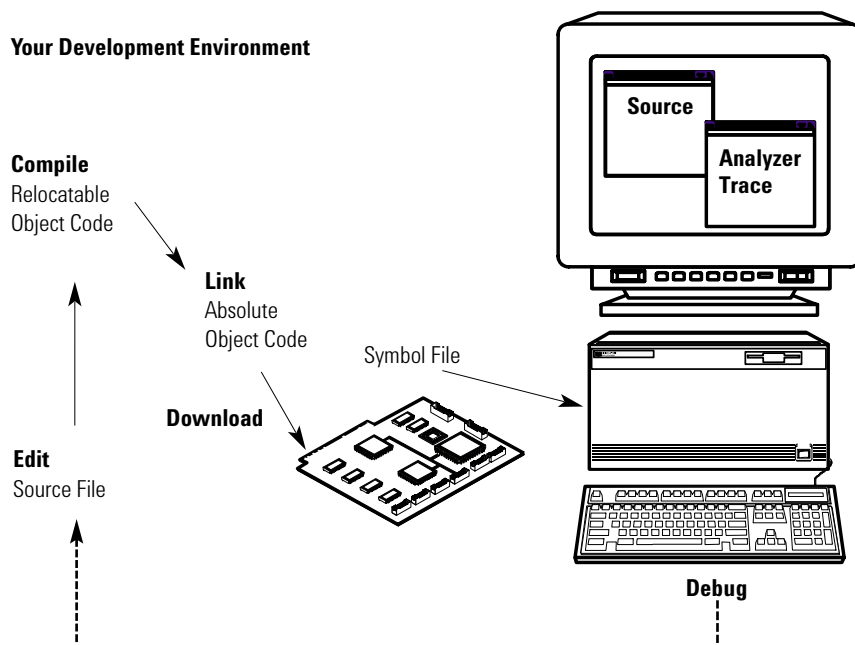 Your Development Environment
Source
Analyzer
Trace
Compile
Relocatable
Object Code
Link
Absolute
Object Code
Symbol File
Download
Edit
Source File
Debug